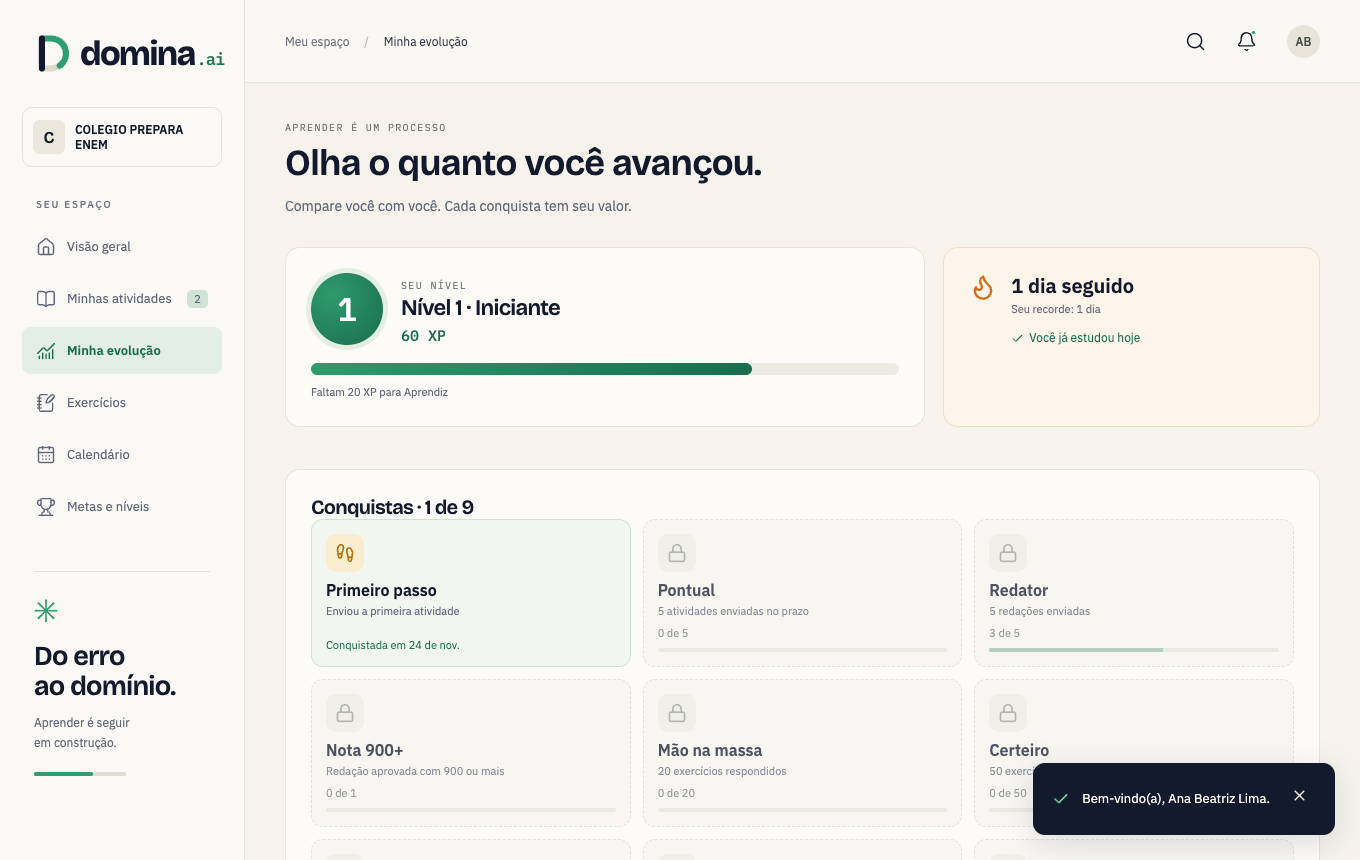 domina.ai
COLEGIO PREPARA
ENEM
C
SEU ESPAÇO
Visão geral
Minhas atividades 2
Minha evolução
Exercícios
Calendário
Metas e níveis
Do erro
ao domínio.
Aprender é seguir
em construção.
Meu espaço / Minha evolução
AB
APRENDER É UM PROCESSO
Olha o quanto você avançou.
Compare você com você. Cada conquista tem seu valor.
1
SEU NÍVEL
Nível 1 · Iniciante
60 XP
Faltam 20 XP para Aprendiz
1 dia seguido
Seu recorde: 1 dia
Você já estudou hoje
Conquistas · 1 de 9
Primeiro passo
Enviou a primeira atividade
Conquistada em 24 de nov.
Pontual
5 atividades enviadas no prazo
0 de 5
Redator
5 redações enviadas
3 de 5
Nota 900+
Redação aprovada com 900 ou mais
0 de 1
Mão na massa
20 exercícios respondidos
0 de 20
Certeiro
50
0 de 50
Bem-vindo(a), Ana Beatriz Lima.